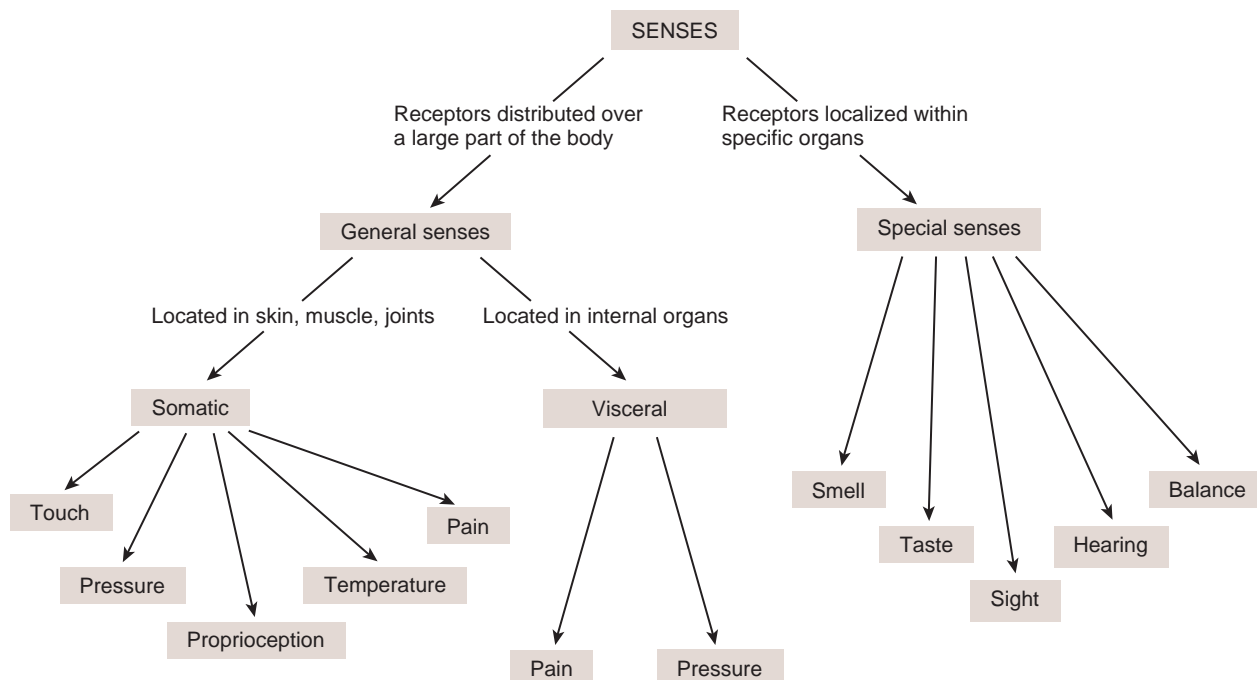 SENSES
Receptors distributed over
a large part of the body
Receptors localized within
specific organs
General senses
Special senses
Located in skin, muscle, joints
Located in internal organs
Somatic
Visceral
Touch
Pressure
Proprioception
Temperature
Pain
Pain
Pressure
Smell
Taste
Sight
Hearing
Balance